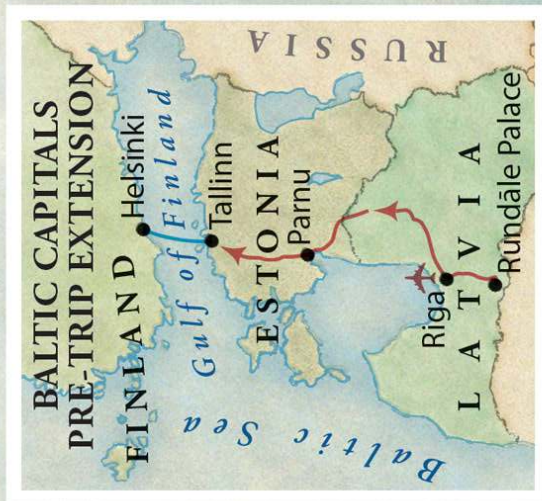 BALTIC CAPITALS
PRE-TRIP EXTENSION
FINLAND
Helsinki
Gulf of Finland
Tallinn
ESTONIA
Parnu
RUSSIA
Baltic Sea
Riga
LATVIA
Rundāle Palace